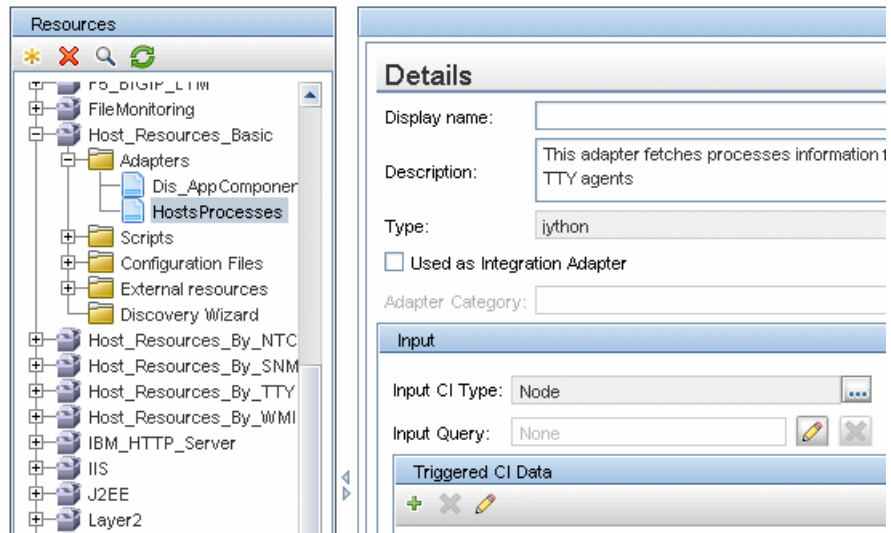 Resources
F5_BIGIP_LTM
FileMonitoring
Host_Resources_Basic
Adapters
Dis_AppComponer
HostsProcesses
Scripts
Configuration Files
External resources
Discovery Wizard
Host_Resources_By_NTC
Host_Resources_By_SNM
Host_Resources_By_TTY
Host_Resources_By_WMI
IBM_HTTP_Server
IIS
J2EE
Layer2
Details
Display name:
Description:
This adapter fetches processes information f
TTY agents
Type:
jython
Used as Integration Adapter
Adapter Category:
Input
Input CI Type:
Node
...
Input Query:
None
Triggered CI Data